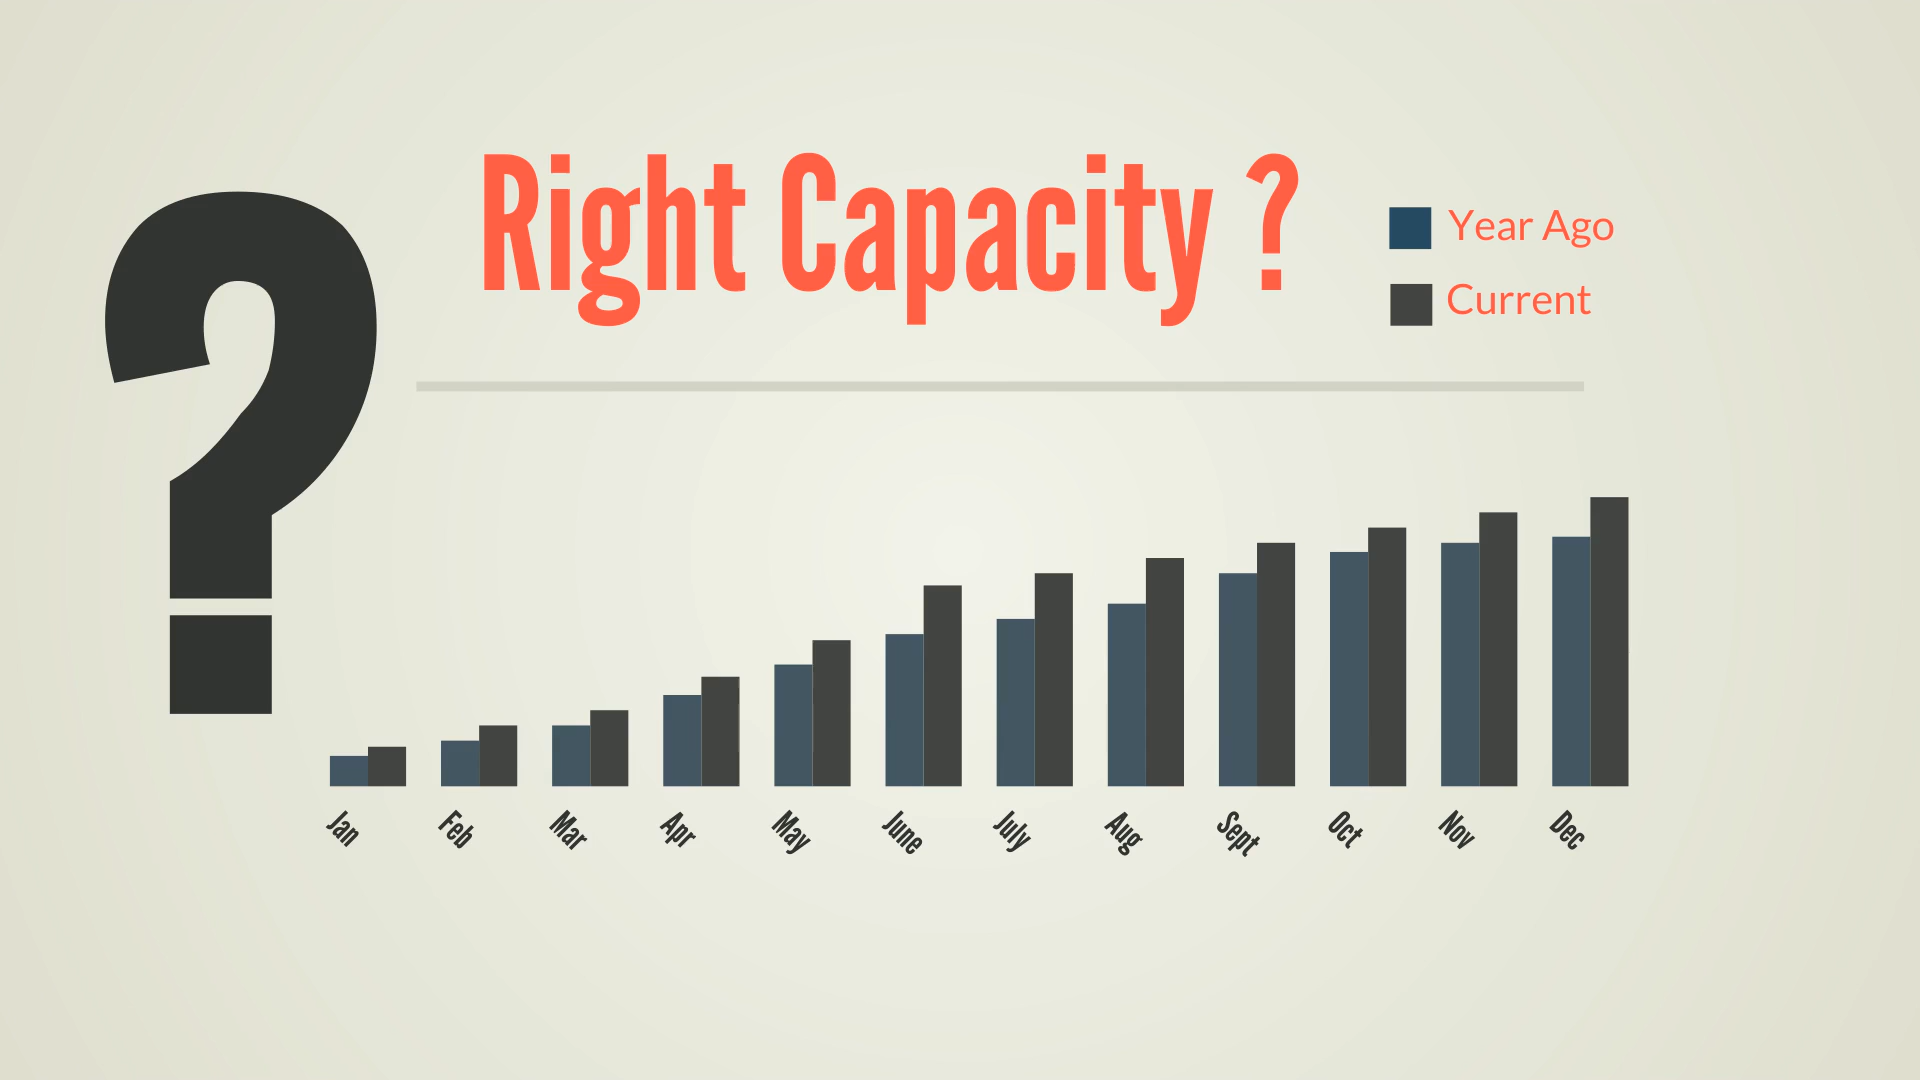 ?
Right Capacity ?
Year Ago
Current
Jan
Feb
Mar
Apr
May
June
July
Aug
Sept
Oct
Nov
Dec